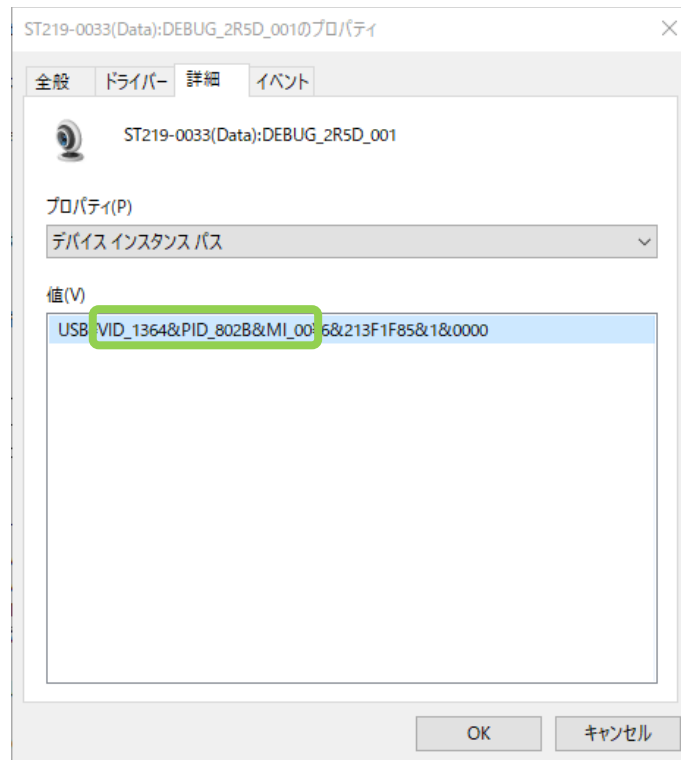 ST219-0033(Data):DEBUG_2R5D_001のプロパティ
全般 ドライバー 詳細 イベント
ST219-0033(Data):DEBUG_2R5D_001
プロパティ(P)
デバイス インスタンス パス
値(V)
USB¥VID_1364&PID_802B&MI_00¥6&213F1F85&1&0000
OK キャンセル